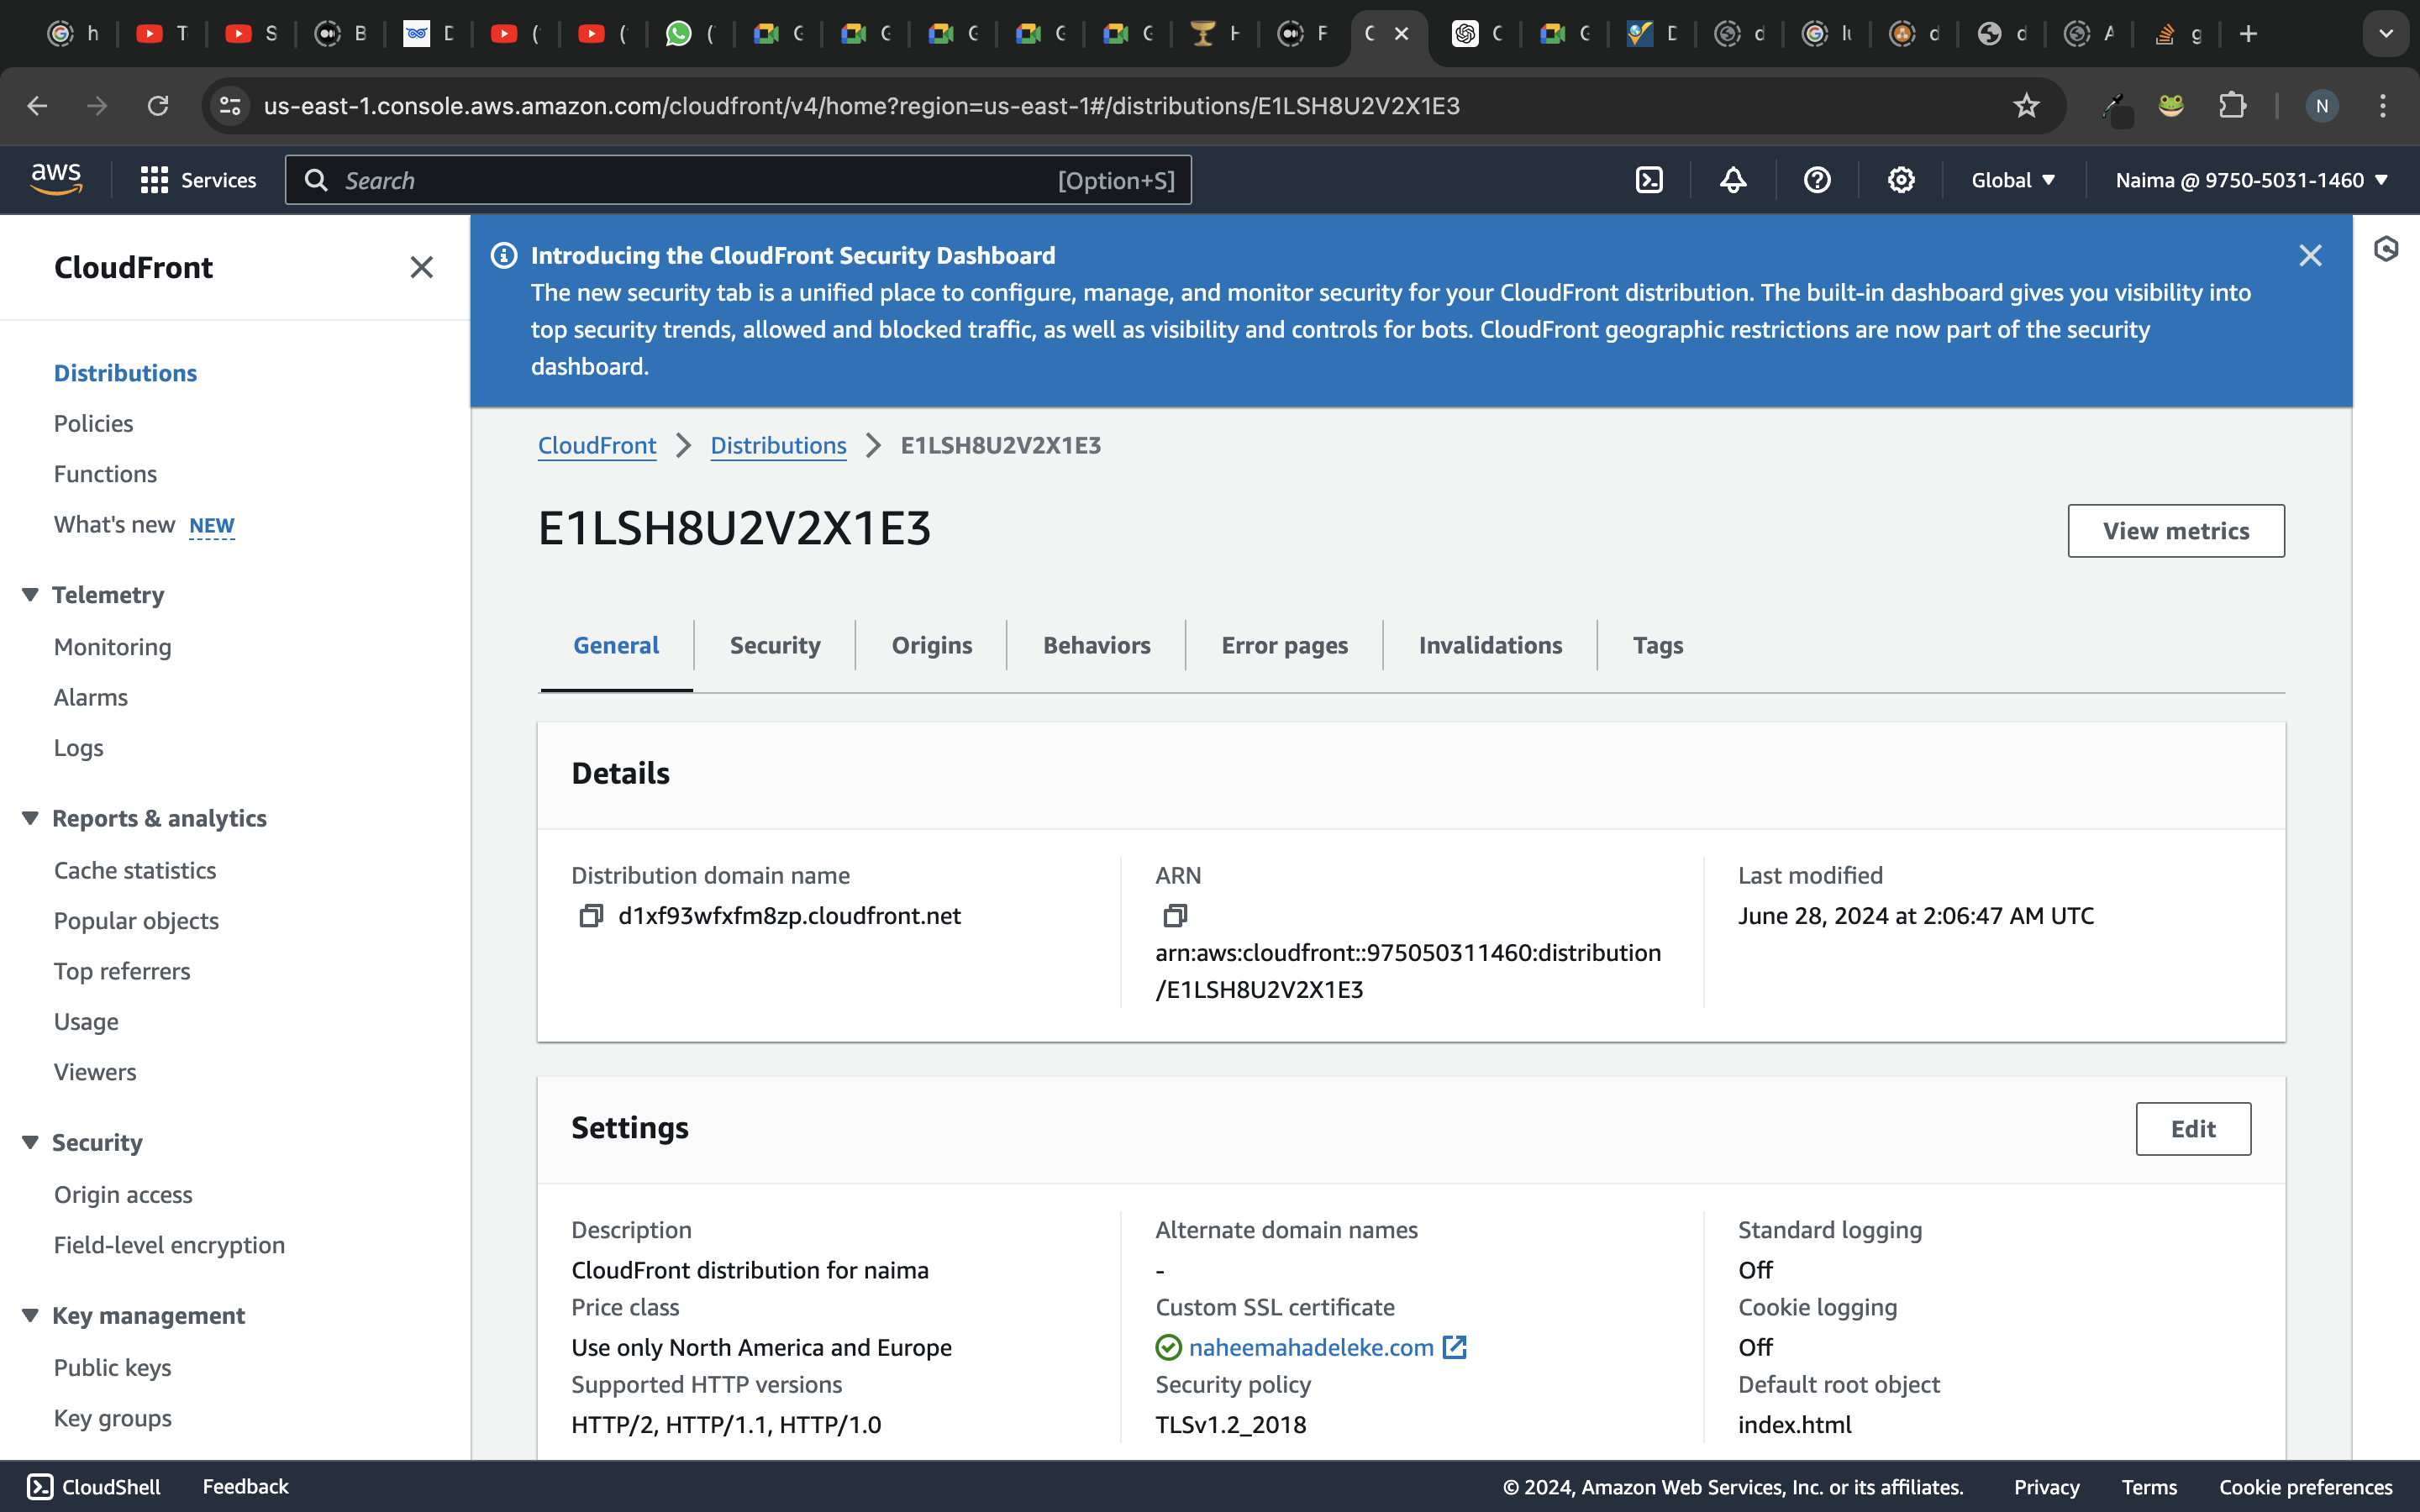 h T S B D ( ( ( G G G G G H F C C G D d lu d d A g
us-east-1.console.aws.amazon.com/cloudfront/v4/home?region=us-east-1#/distributions/E1LSH8U2V2X1E3
N
aws Services Search [Option+S] Global Naima @ 9750-5031-1460
CloudFront
Distributions
Policies
Functions
What's new NEW
Telemetry
Monitoring
Alarms
Logs
Reports & analytics
Cache statistics
Popular objects
Top referrers
Usage
Viewers
Security
Origin access
Field-level encryption
Key management
Public keys
Key groups
Introducing the CloudFront Security Dashboard
The new security tab is a unified place to configure, manage, and monitor security for your CloudFront distribution. The built-in dashboard gives you visibility into
top security trends, allowed and blocked traffic, as well as visibility and controls for bots. CloudFront geographic restrictions are now part of the security
dashboard.
CloudFront Distributions E1LSH8U2V2X1E3
E1LSH8U2V2X1E3
View metrics
General Security Origins Behaviors Error pages Invalidations Tags
Details
Distribution domain name
d1xf93wfxfm8zp.cloudfront.net
ARN
arn:aws:cloudfront::975050311460:distribution
/E1LSH8U2V2X1E3
Last modified
June 28, 2024 at 2:06:47 AM UTC
Settings
Edit
Description
CloudFront distribution for naima
Price class
Use only North America and Europe
Supported HTTP versions
HTTP/2, HTTP/1.1, HTTP/1.0
Alternate domain names
-
Custom SSL certificate
naheemahadeleke.com
Security policy
TLSv1.2_2018
Standard logging
Off
Cookie logging
Off
Default root object
index.html
CloudShell Feedback © 2024, Amazon Web Services, Inc. or its affiliates. Privacy Terms Cookie preferences